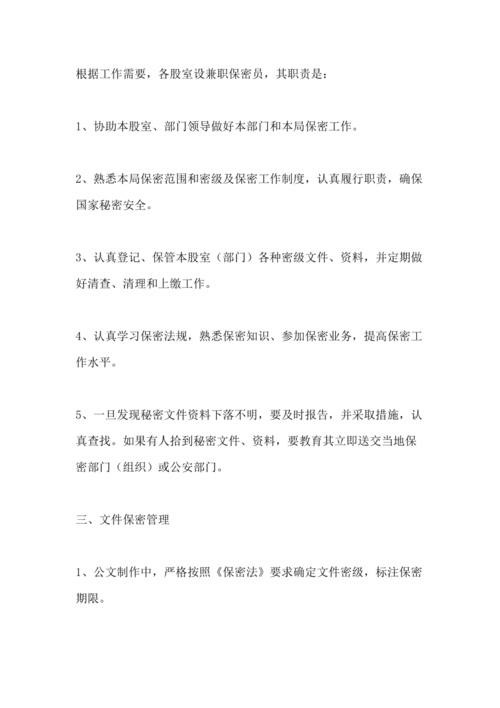 根据工作需要，各股室设兼职保密员，其职责是：
1、协助本股室、部门领导做好本部门和本局保密工作。
2、熟悉本局保密范围和密级及保密工作制度，认真履行职责，确保
国家秘密安全。
3、认真登记、保管本股室（部门）各种密级文件、资料，并定期做
好清查、清理和上缴工作。
4、认真学习保密法规，熟悉保密知识、参加保密业务，提高保密工
作水平。
5、一旦发现秘密文件资料下落不明，要及时报告，并采取措施，认
真查找。如果有人拾到秘密文件、资料，要教育其立即送交当地保
密部门（组织）或公安部门。
三、文件保密管理
1、公文制作中，严格按照《保密法》要求确定文件密级，标注保密
期限。